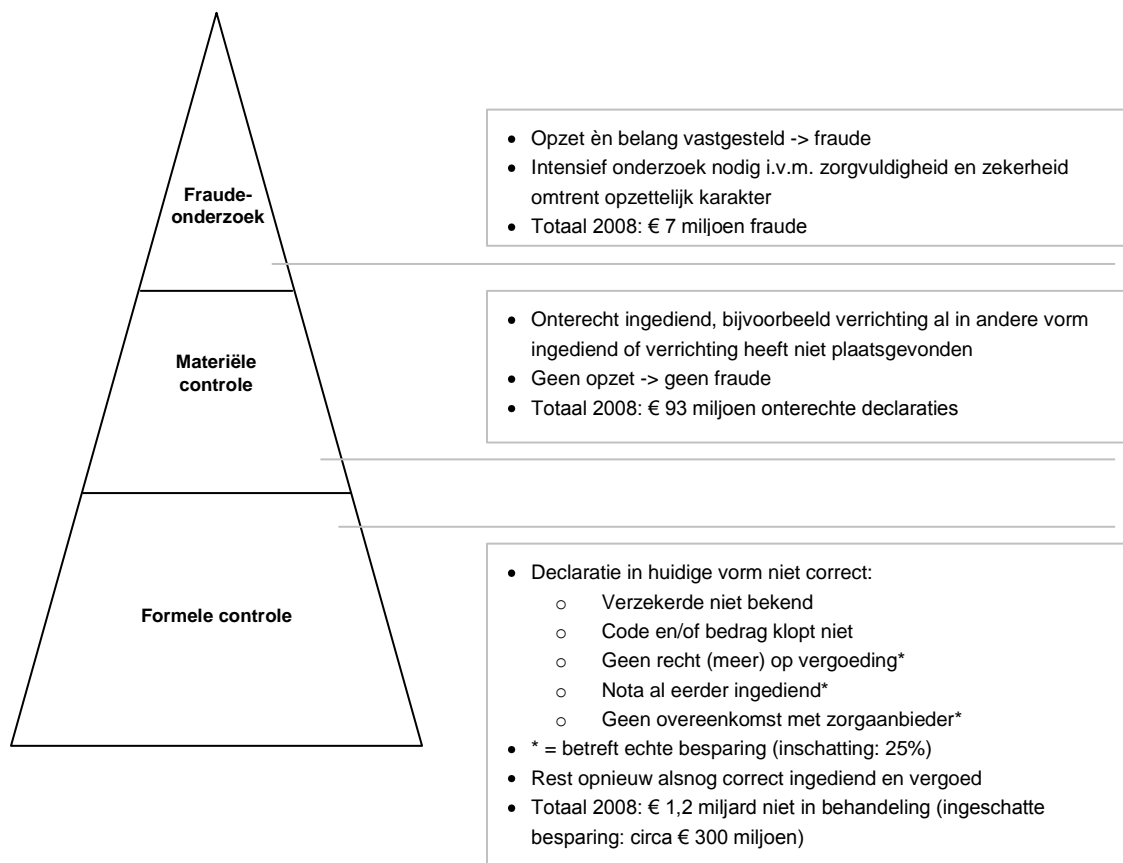 Fraude-
onderzoek
• Opzet èn belang vastgesteld -> fraude
• Intensief onderzoek nodig i.v.m. zorgvuldigheid en zekerheid
omtrent opzettelijk karakter
• Totaal 2008: € 7 miljoen fraude
Materiële
controle
• Onterecht ingediend, bijvoorbeeld verrichting al in andere vorm
ingediend of verrichting heeft niet plaatsgevonden
• Geen opzet -> geen fraude
• Totaal 2008: € 93 miljoen onterechte declaraties
Formele controle
• Declaratie in huidige vorm niet correct:
o Verzekerde niet bekend
o Code en/of bedrag klopt niet
o Geen recht (meer) op vergoeding*
o Nota al eerder ingediend*
o Geen overeenkomst met zorgaanbieder*
• * = betreft echte besparing (inschatting: 25%)
• Rest opnieuw alsnog correct ingediend en vergoed
• Totaal 2008: € 1,2 miljard niet in behandeling (ingeschatte
besparing: circa € 300 miljoen)